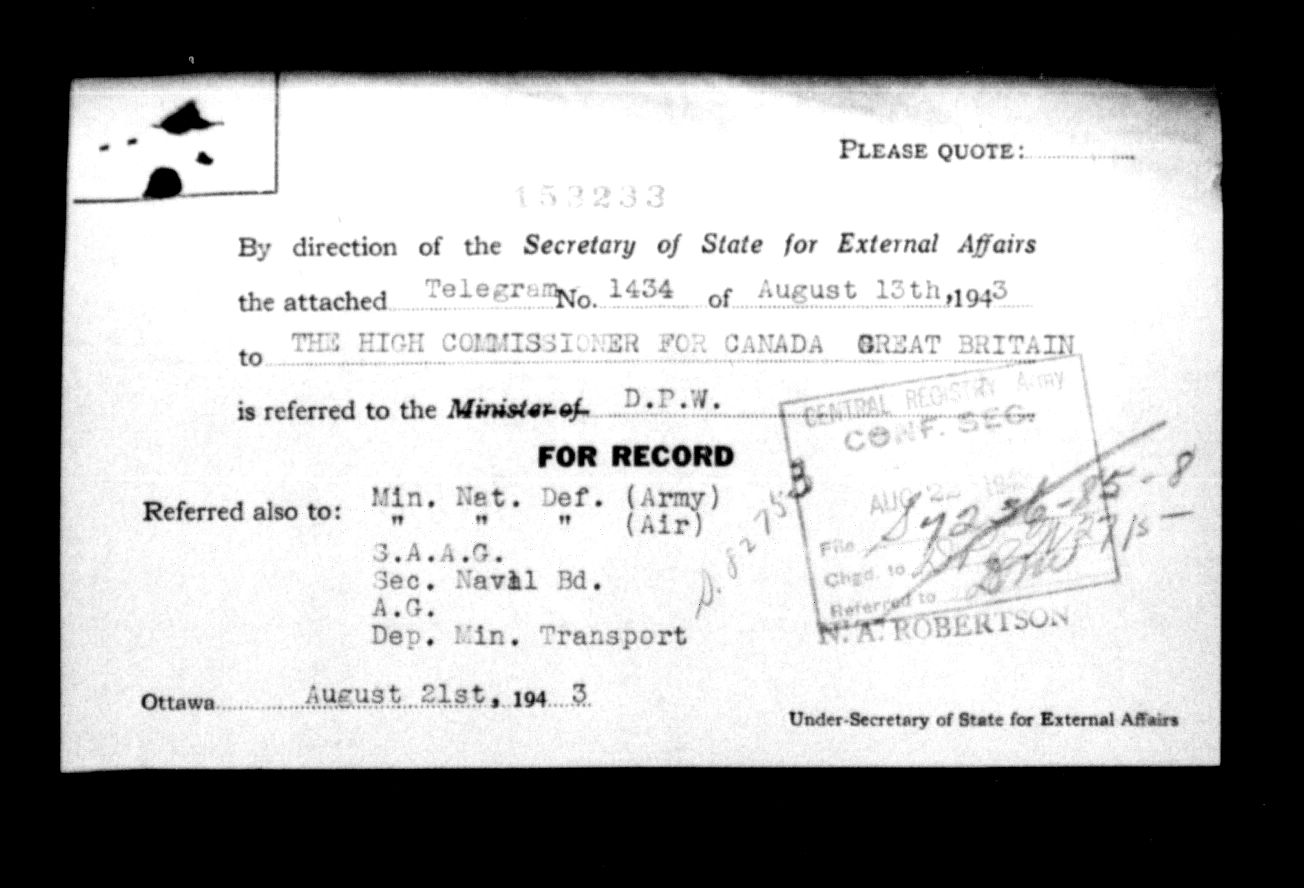 PLEASE QUOTE:
153233
By direction of the Secretary of State for External Affairs
the attached Telegram No. 1434 of August 13th, 1943
to THE HIGH COMMISSIONER FOR CANADA GREAT BRITAIN
is referred to the Minister of D.P.W.
FOR RECORD
Referred also to: Min. Nat. Def. (Army)
" " " (Air)
S.A.A.G.
Sec. Naval Bd.
A.G.
Dep. Min. Transport
CENTRAL REGISTRY Army
CONF. SEC.
AUG 194
File
Chgd. to
Referred to
N. A. ROBERTSON
Ottawa August 21st, 1943
Under-Secretary of State for External Affairs